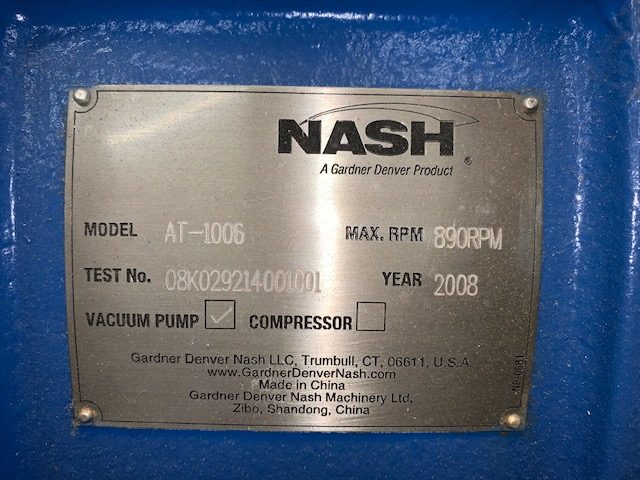 NASH
®
A Gardner Denver Product
MODEL AT-1006 MAX. RPM 890RPM
TEST No. 08K029214001001 YEAR 2008
VACUUM PUMP ✓ COMPRESSOR
Gardner Denver Nash LLC, Trumbull, CT, 06611, U.S.A
www.GardnerDenverNash.com
Made in China
Gardner Denver Nash Machinery Ltd.
Zibo, Shandong, China
NP-0681